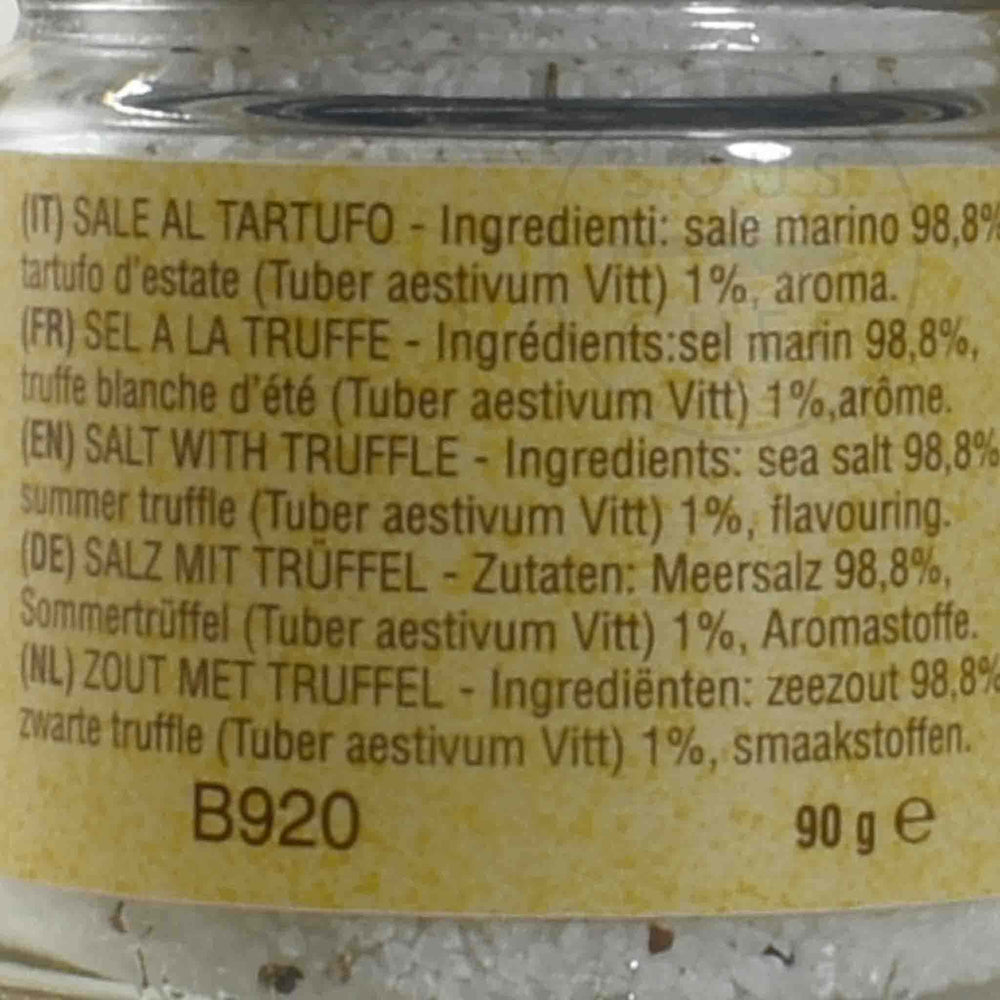 (IT) SALE AL TARTUFO - Ingredienti: sale marino 98,8%
tartufo d'estate (Tuber aestivum Vitt) 1%, aroma.
(FR) SEL A LA TRUFFE - Ingrédients:sel marin 98,8%,
truffe blanche d'été (Tuber aestivum Vitt) 1%,arôme.
(EN) SALT WITH TRUFFLE - Ingredients: sea salt 98,8%
summer truffle (Tuber aestivum Vitt) 1%, flavouring.
(DE) SALZ MIT TRÜFFEL - Zutaten: Meersalz 98,8%,
Sommertrüffel (Tuber aestivum Vitt) 1%, Aromastoffe.
(NL) ZOUT MET TRUFFEL - Ingrediënten: zeezout 98,8%
zwarte truffle (Tuber aestivum Vitt) 1%, smaakstoffen.
B920
90 g e
SOUS